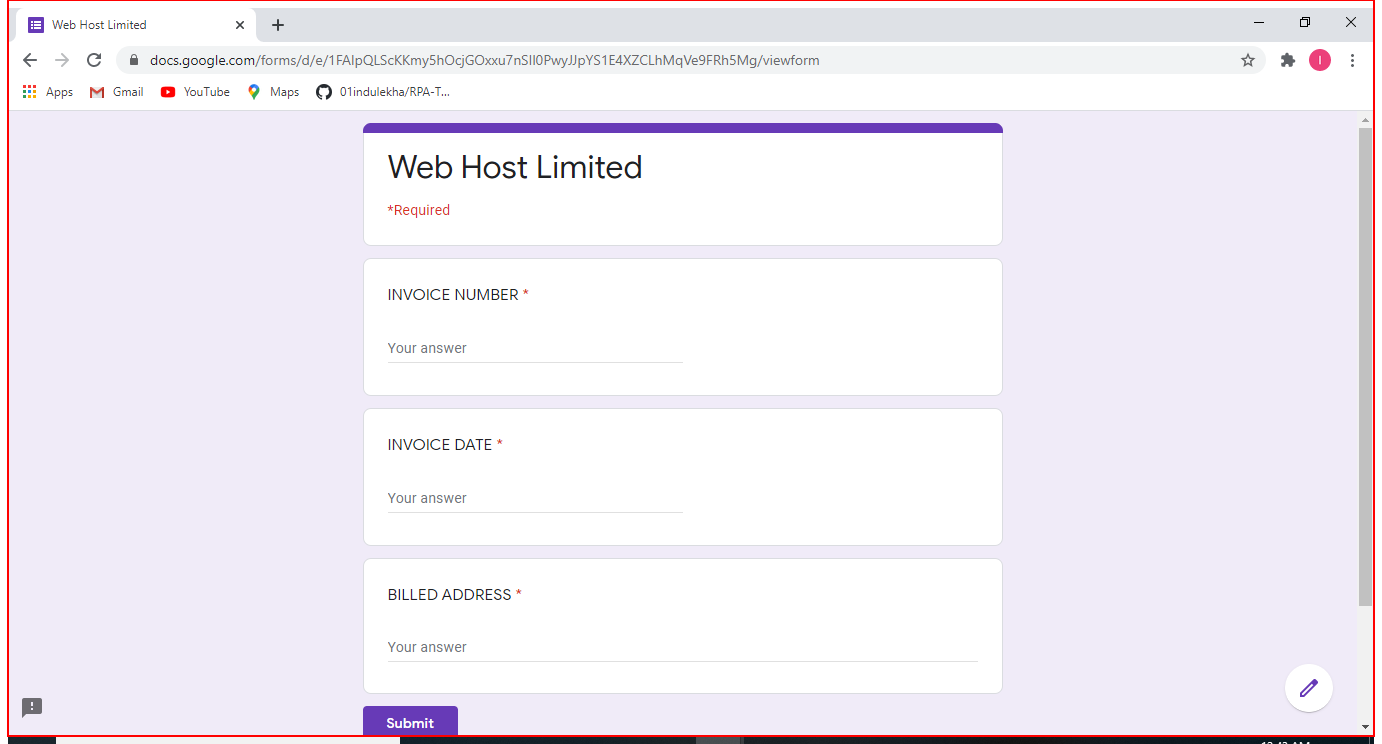 Web Host Limited
docs.google.com/forms/d/e/1FAIpQLScKKmy5hOcjGOxxu7nSIl0PwyJJpYS1E4XZCLhMqVe9FRh5Mg/viewform
I
Apps Gmail YouTube Maps 01indulekha/RPA-T...
Web Host Limited
*Required
INVOICE NUMBER *
Your answer
INVOICE DATE *
Your answer
BILLED ADDRESS *
Your answer
Submit